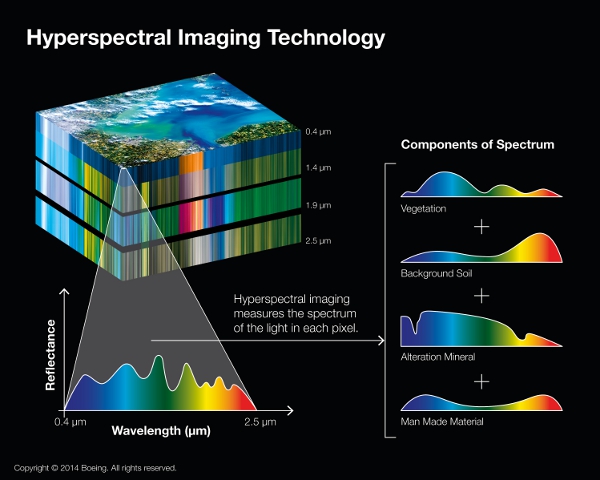 Hyperspectral Imaging Technology
0.4 µm
1.4 µm
1.9 µm
2.5 µm
Components of Spectrum
Vegetation
+
Background Soil
+
Alteration Mineral
+
Man Made Material
Hyperspectral imaging
measures the spectrum
of the light in each pixel.
Reflectance
0.4 µm
2.5 µm
Wavelength (µm)
Copyright © 2014 Boeing. All rights reserved.